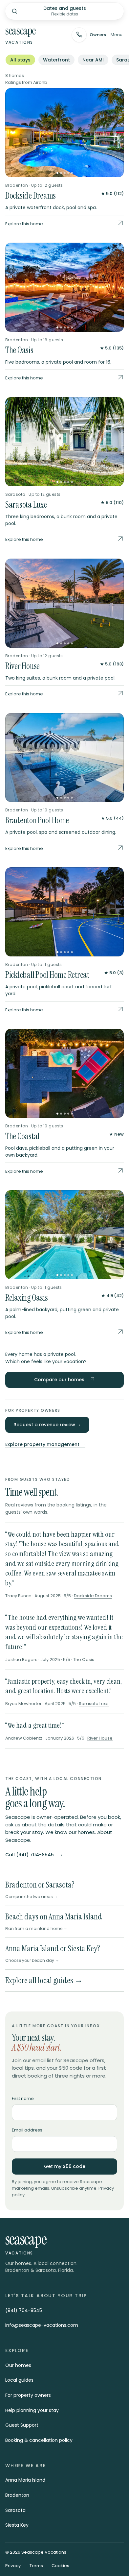 Dates and guests
Flexible dates
seascape
VACATIONS
Owners
Menu
All stays
Waterfront
Near AMI
Saras
8 homes
Ratings from Airbnb.
Bradenton · Up to 12 guests
Dockside Dreams
★ 5.0 (112)
A private waterfront dock, pool and spa.
Explore this home
Bradenton · Up to 16 guests
The Oasis
★ 5.0 (136)
Five bedrooms, a private pool and room for 16.
Explore this home
Sarasota · Up to 12 guests
Sarasota Luxe
★ 5.0 (110)
Three king bedrooms, a bunk room and a private pool.
Explore this home
Bradenton · Up to 12 guests
River House
Two king suites, a bunk room and a private pool.
Explore this home
Bradenton · Up to 10 guests
Bradenton Pool Home
★ 5.0 (44)
A private pool, spa and screened outdoor dining
Explore this home
Bradenton · Up to 11 guests
Pickleball Pool Home Retreat
★ 5.0 (3)
A private pool, pickleball court and fenced turf yard.
Explore this home
Bradenton · Up to 10 guests
The Coastal
★ New
Pool days, pickleball and a putting green in your own backyard.
Explore this home
Bradenton · Up to 11 guests
Relaxing Oasis
★ 4.9 (42)
A palm-lined backyard, putting green and private pool.
Explore this home
Every home has a private pool.
Which one feels like your vacation?
Compare our homes
FOR PROPERTY OWNERS
Request a revenue review →
Explore property management →
FROM GUESTS WHO STAYED
Time well spent.
Real reviews from the booking listings, in the guests' own words.
"We could not have been happier with our stay! The house was beautiful, spacious and so comfortable! The view was so amazing and we sat outside every morning drinking coffee. We even saw several manatee swim by."
Tracy Bunce · August 2025 · 5/5 · Dockside Dreams
"The house had everything we wanted! It was beyond our expectations! We loved it and we will absolutely be staying again in the future!"
Joshua Rogers · July 2025 · 5/5 · The Oasis
"Fantastic property, easy check in, very clean, and great location. Hosts were excellent."
Bryce Mewhinter · April 2025 · 5/5 · Sarasota Luxe
"We had a great time!"
Andrew Cobleritz · January 2026 · 5/5 · River House
THE COAST, WITH A LOCAL CONNECTION
A little help
goes a long way.
Seascape is owner-operated. Before you book, ask us about the details that could make or break your stay. We know our homes. About Seascape.
Call (941) 704-8545 →
Bradenton or Sarasota?
Compare the two areas →
Beach days on Anna Maria Island
Plan from a mainland home →
Anna Maria Island or Siesta Key?
Choose your beach day →
Explore all local guides →
A LITTLE MORE COAST IN YOUR INBOX
Your next stay.
A $50 head start.
Join our email list for Seascape offers, local tips, and your $50 code for a first direct booking of three nights or more.
First name
Email address
Get my $50 code
By joining, you agree to receive Seascape marketing emails. Unsubscribe anytime. Privacy policy.
seascape
VACATIONS
Our homes. A local connection.
Bradenton & Sarasota, Florida.
LET'S TALK ABOUT YOUR TRIP
(941) 704-8545
info@seascape-vacations.com
EXPLORE
Our homes
Local guides
For property owners
Help planning your stay
Guest Support
Booking & cancellation policy
WHERE WE ARE
Anna Maria Island
Bradenton
Sarasota
Siesta Key
© 2026 Seascape Vacations
Privacy
Terms
Cookies